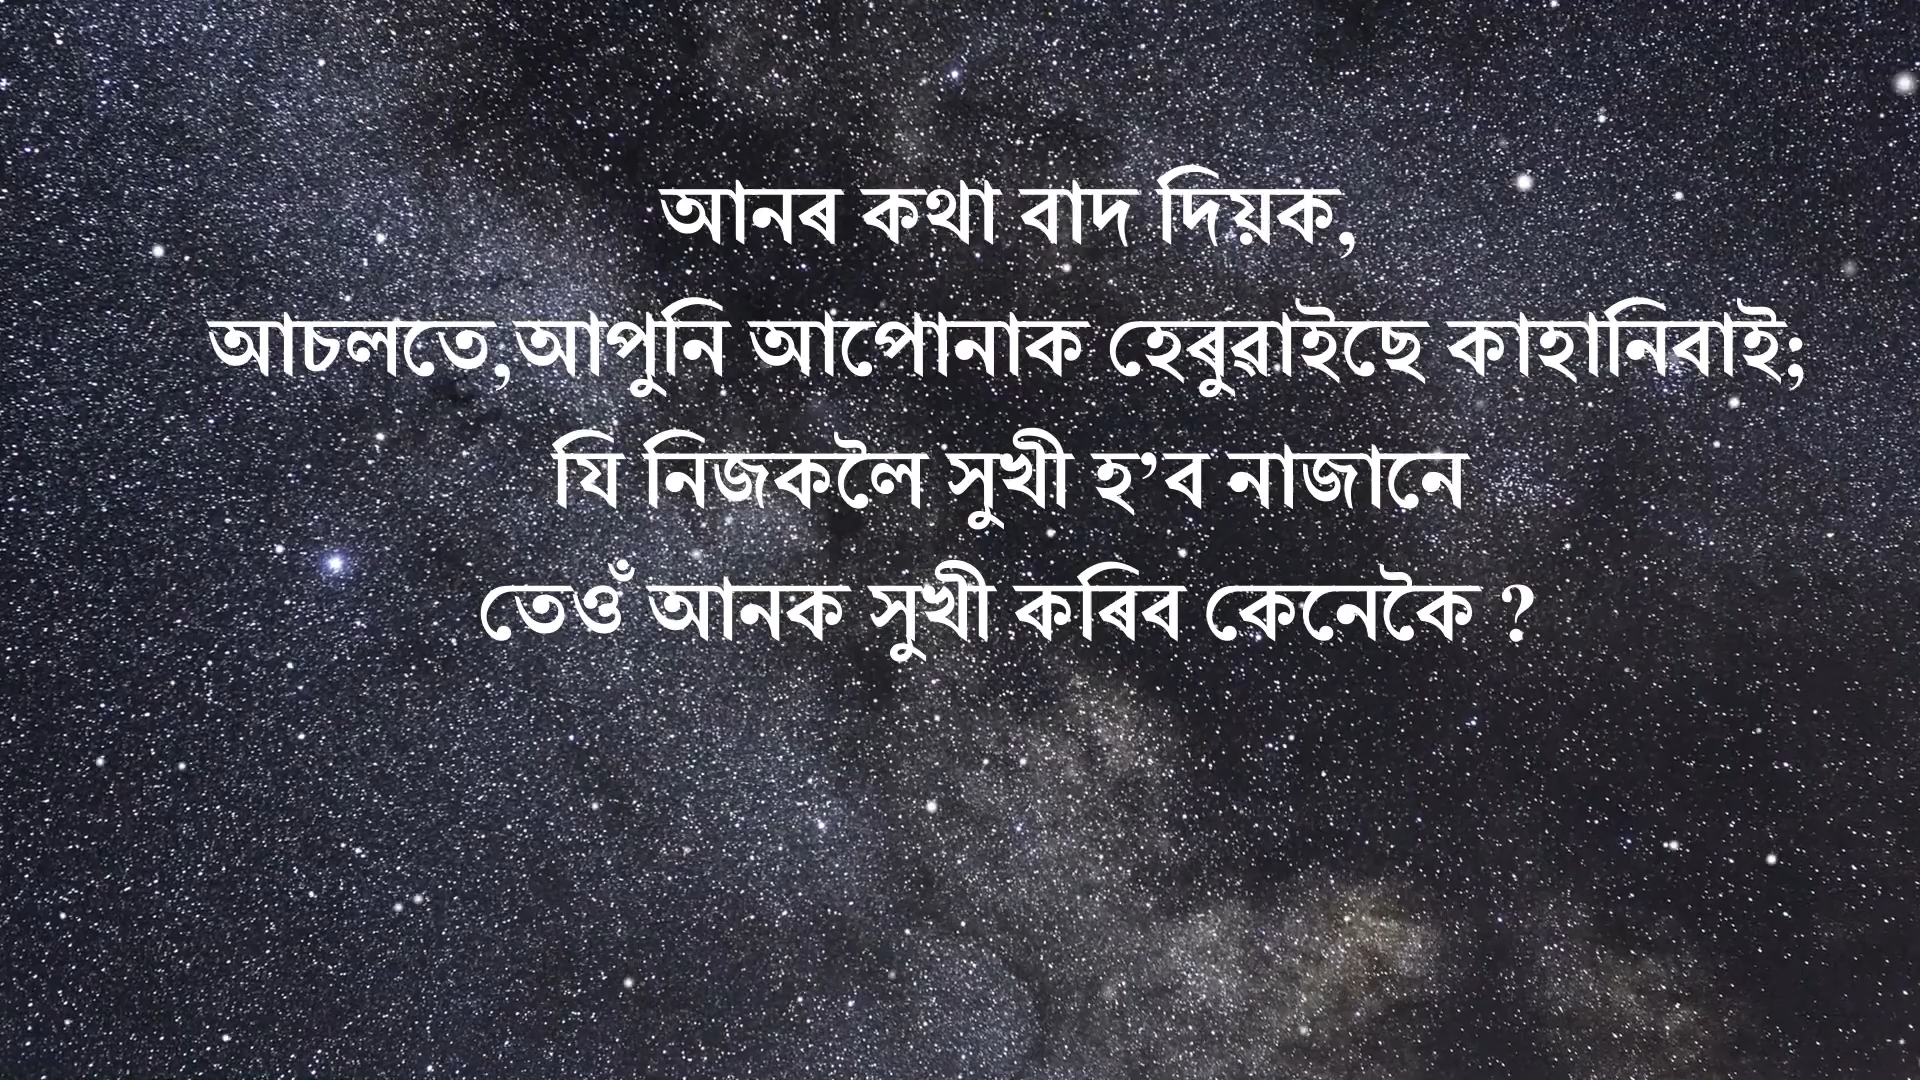 আনৰ কথা বাদ দিয়ক,
আচলতে,আপুনি আপোনাক হেৰুৱাইছে কাহানিবাই;
যি নিজকলৈ সুখী হ’ব নাজানে
তেওঁ আনক সুখী কৰিব কেনেকৈ ?